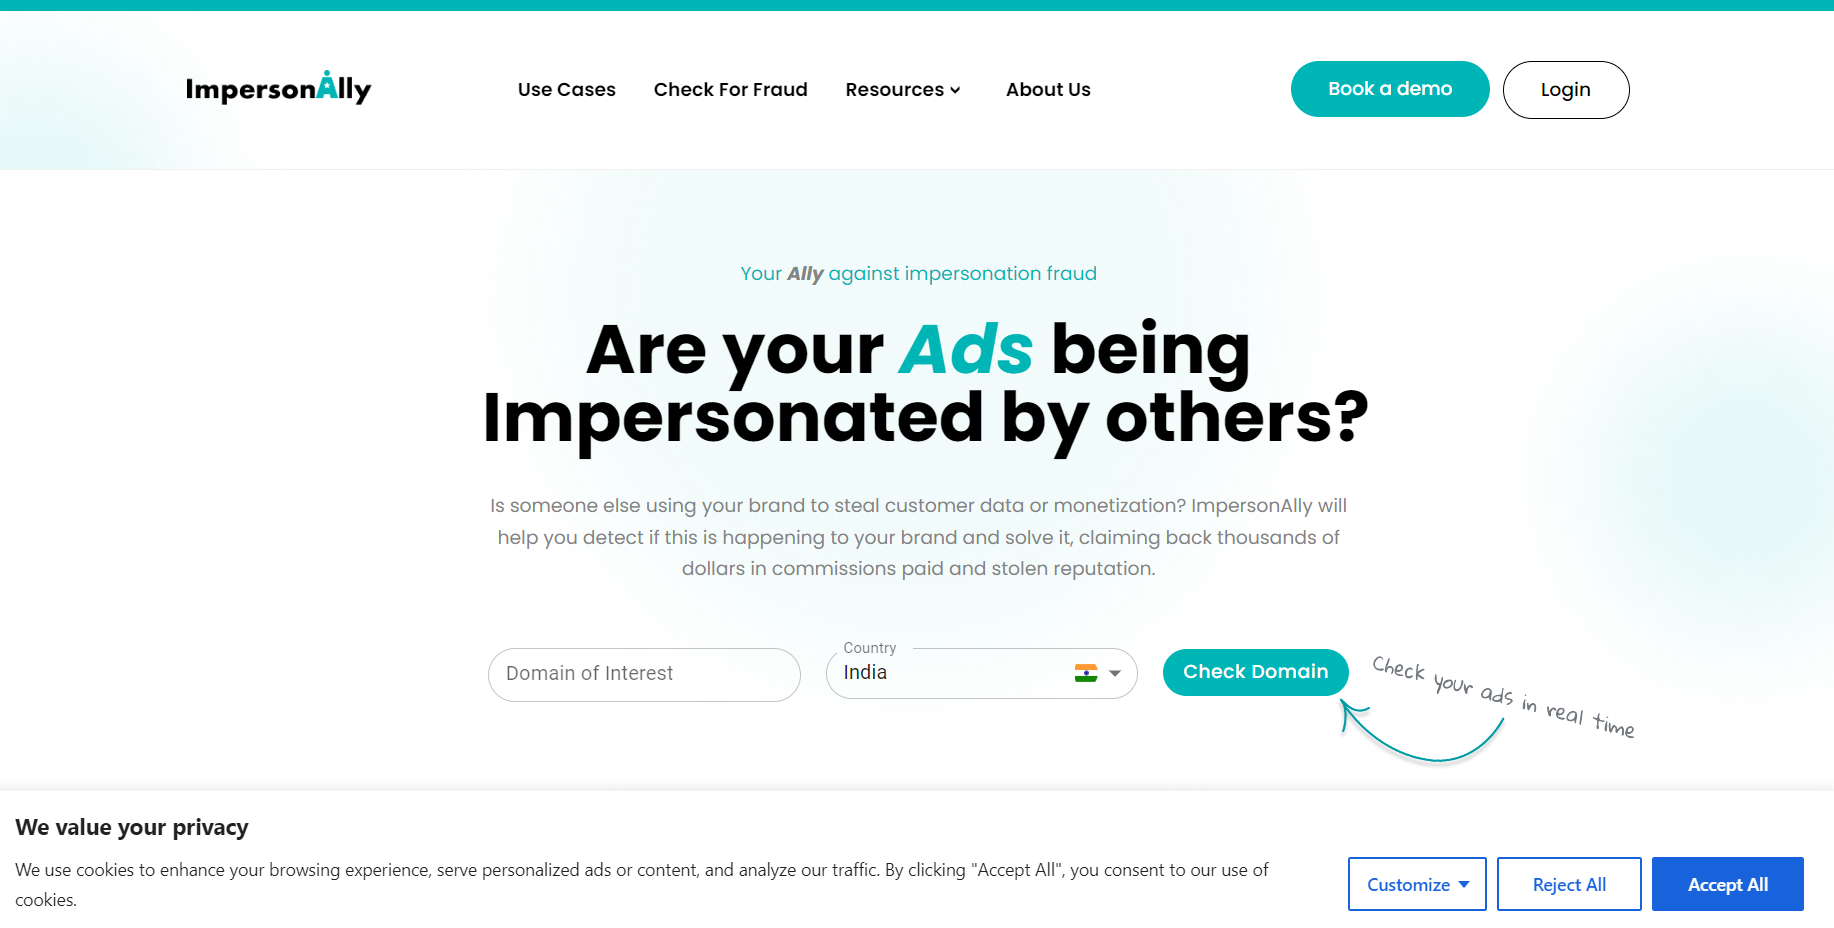 ImpersonAlly
Use Cases
Check For Fraud
Resources
About Us
Book a demo
Login
Your Ally against impersonation fraud
Are your Ads being
Impersonated by others?
Is someone else using your brand to steal customer data or monetization? ImpersonAlly will
help you detect if this is happening to your brand and solve it, claiming back thousands of
dollars in commissions paid and stolen reputation.
Domain of Interest
Country
India
Check Domain
Check your ads in real time
We value your privacy
We use cookies to enhance your browsing experience, serve personalized ads or content, and analyze our traffic. By clicking "Accept All", you consent to our use of
cookies.
Customize
Reject All
Accept All